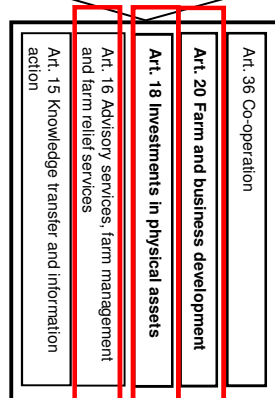 Art. 36 Co-operation
Art. 20 Farm and business development
Art. 18 Investments in physical assets
Art. 16 Advisory services, farm management
and farm relief services
Art. 15 Knowledge transfer and information
action